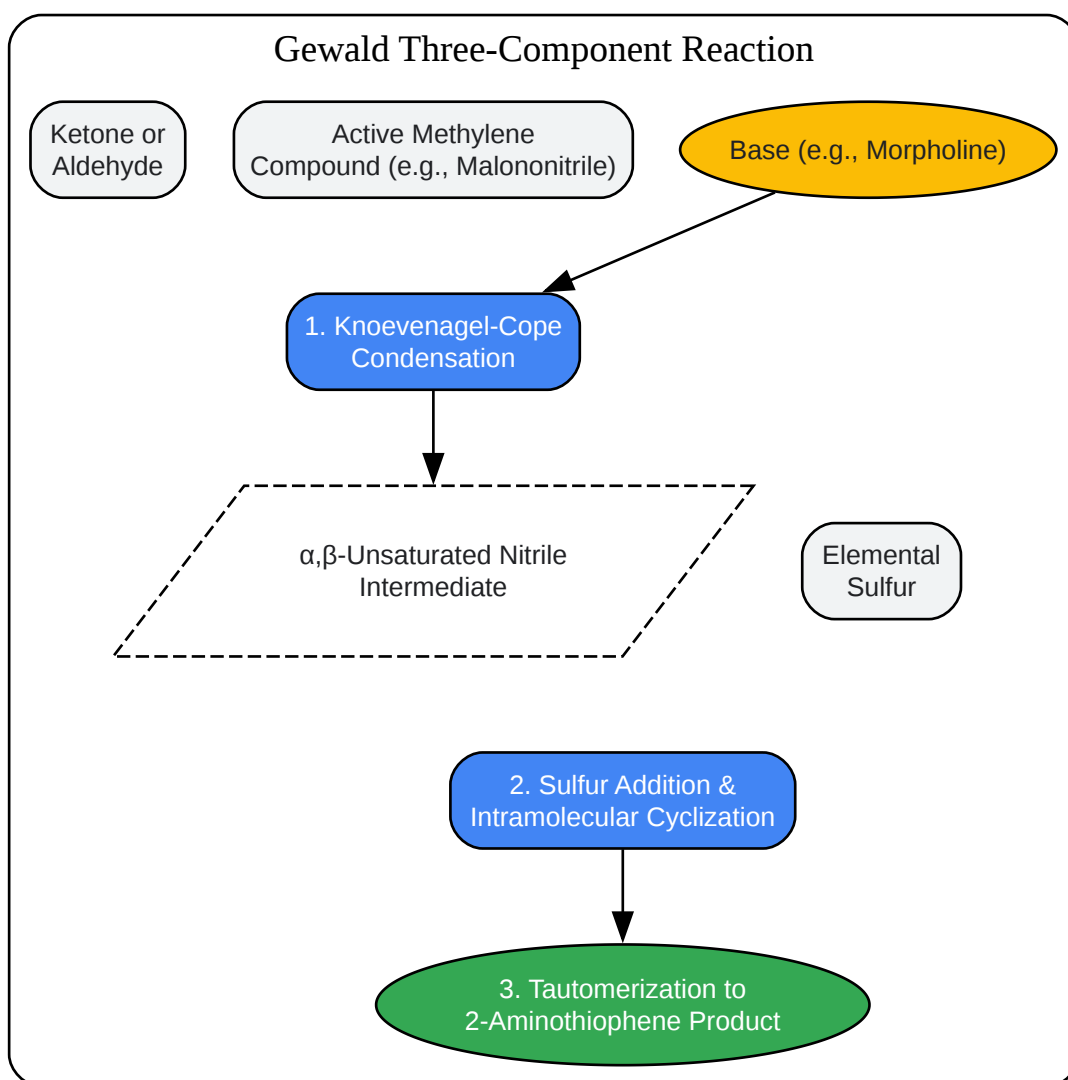 Gewald Three-Component Reaction
Ketone or
Aldehyde
Active Methylene
Compound (e.g., Malononitrile)
Base (e.g., Morpholine)
1. Knoevenagel-Cope
Condensation
α,β-Unsaturated Nitrile
Intermediate
Elemental
Sulfur
2. Sulfur Addition &
Intramolecular Cyclization
3. Tautomerization to
2-Aminothiophene Product